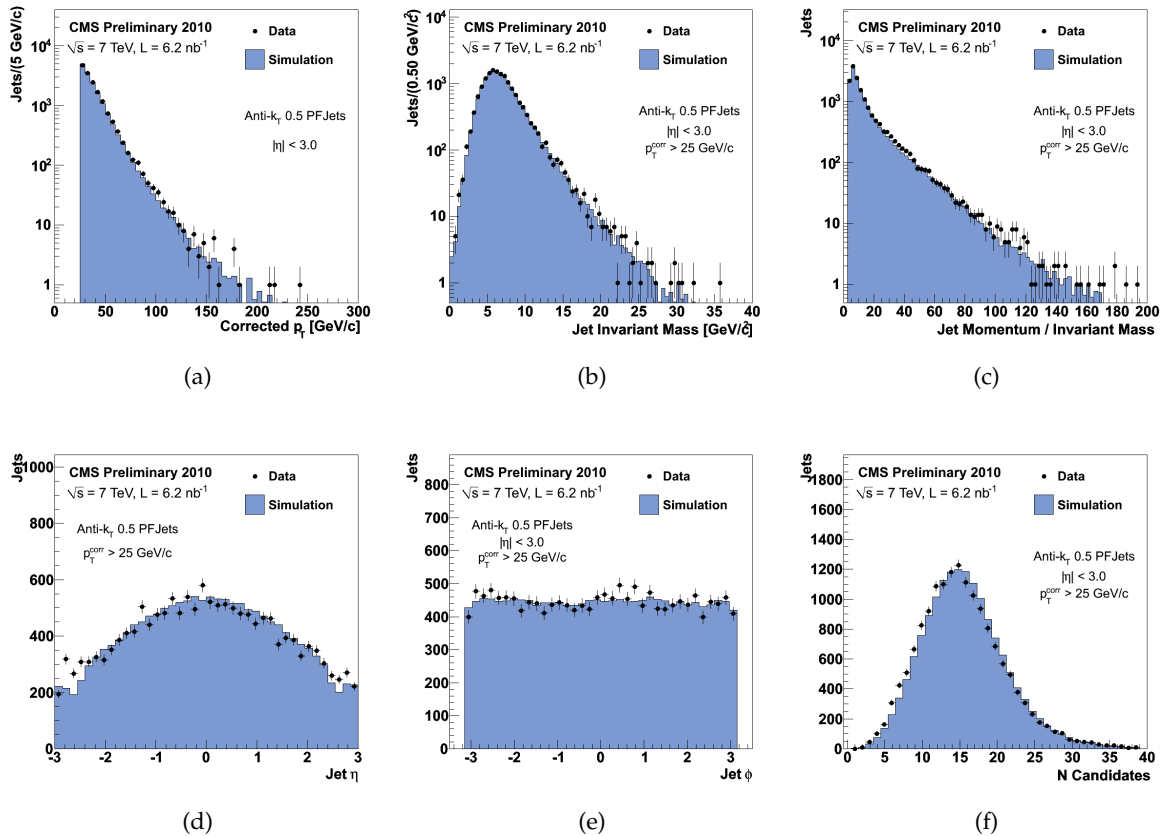 Jets/(5 GeV/c)
10⁴
10³
10²
10
1
CMS Preliminary 2010
√s = 7 TeV, L = 6.2 nb⁻¹
Data
Simulation
Anti-k_T 0.5 PFJets
|η| < 3.0
0 50 100 150 200 250 300
Corrected p_T [GeV/c]
(a)
Jets/(0.50 GeV/c²)
10⁴
10³
10²
10
1
CMS Preliminary 2010
√s = 7 TeV, L = 6.2 nb⁻¹
Data
Simulation
Anti-k_T 0.5 PFJets
|η| < 3.0
p_T^corr > 25 GeV/c
0 5 10 15 20 25 30 35 40
Jet Invariant Mass [GeV/c²]
(b)
Jets
10⁴
10³
10²
10
1
CMS Preliminary 2010
√s = 7 TeV, L = 6.2 nb⁻¹
Data
Simulation
Anti-k_T 0.5 PFJets
|η| < 3.0
p_T^corr > 25 GeV/c
0 20 40 60 80 100 120 140 160 180 200
Jet Momentum / Invariant Mass
(c)
Jets
1000
800
600
400
200
0
CMS Preliminary 2010
√s = 7 TeV, L = 6.2 nb⁻¹
Data
Simulation
Anti-k_T 0.5 PFJets
p_T^corr > 25 GeV/c
-3 -2 -1 0 1 2 3
Jet η
(d)
Jets
800
700
600
500
400
300
200
100
0
CMS Preliminary 2010
√s = 7 TeV, L = 6.2 nb⁻¹
Data
Simulation
Anti-k_T 0.5 PFJets
|η| < 3.0
p_T^corr > 25 GeV/c
-3 -2 -1 0 1 2 3
Jet ϕ
(e)
Jets
1800
1600
1400
1200
1000
800
600
400
200
0
CMS Preliminary 2010
√s = 7 TeV, L = 6.2 nb⁻¹
Data
Simulation
Anti-k_T 0.5 PFJets
|η| < 3.0
p_T^corr > 25 GeV/c
0 5 10 15 20 25 30 35 40
N Candidates
(f)